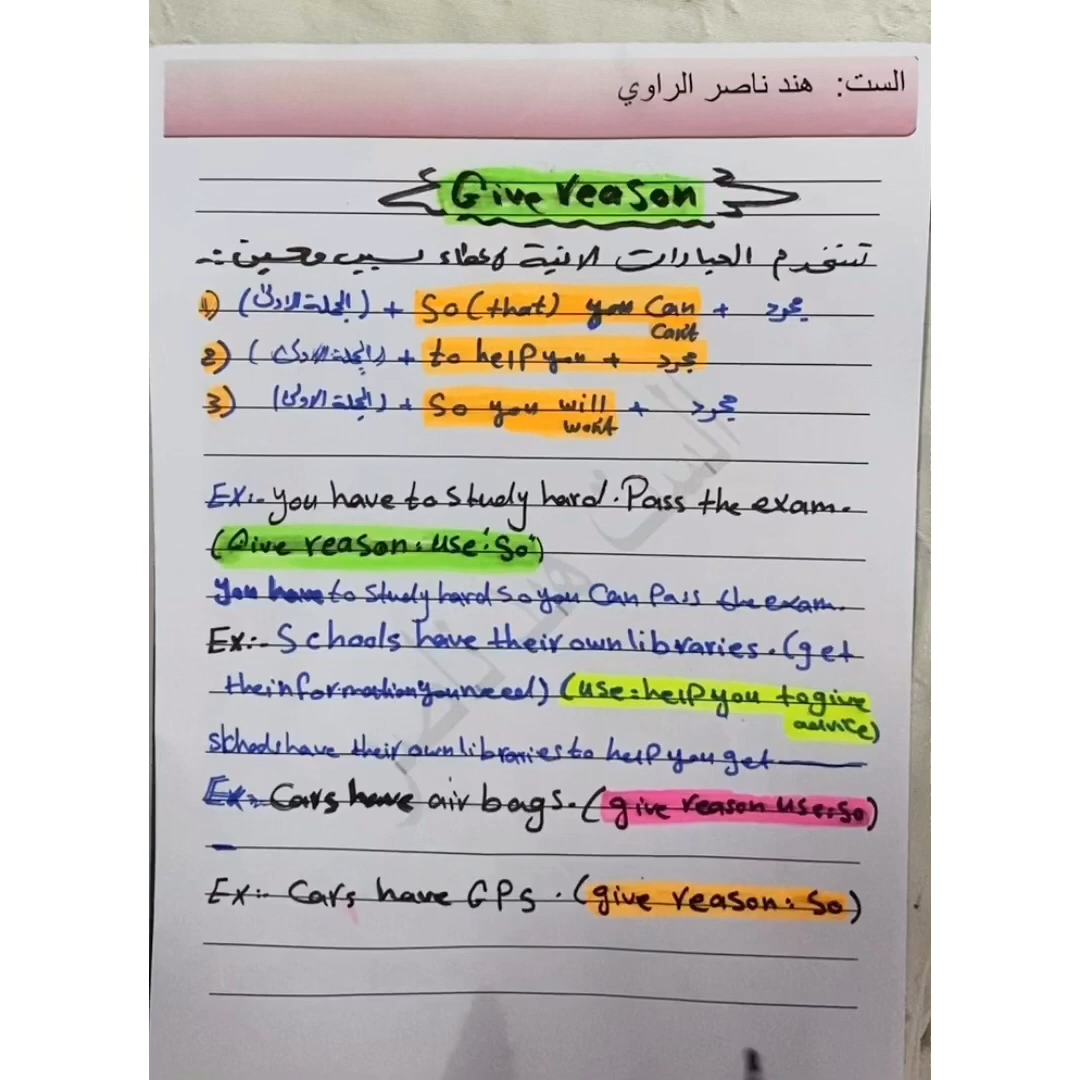 الست: هند ناصر الراوي
Give reason
تستخدم العبارات الاتية لاعطاء سبب معين :-
1) (الجملة الاولى) + So (that) you Can + مجرد
Can't
2) (الجملة الاولى) + to help you + مجرد
3) (الجملة الاولى) + So you will + مجرد
won't
EX:- you have to study hard. Pass the exam.
(Give reason: use "So")
you have to study hard so you Can Pass the exam.
EX:- Schools have their own libraries. (get
the information you need) (use: help you to give
advice)
schools have their own libraries to help you get
EX:- Cars have air bags. (give reason use: So)
EX:- Cars have GPS. (give reason: So)